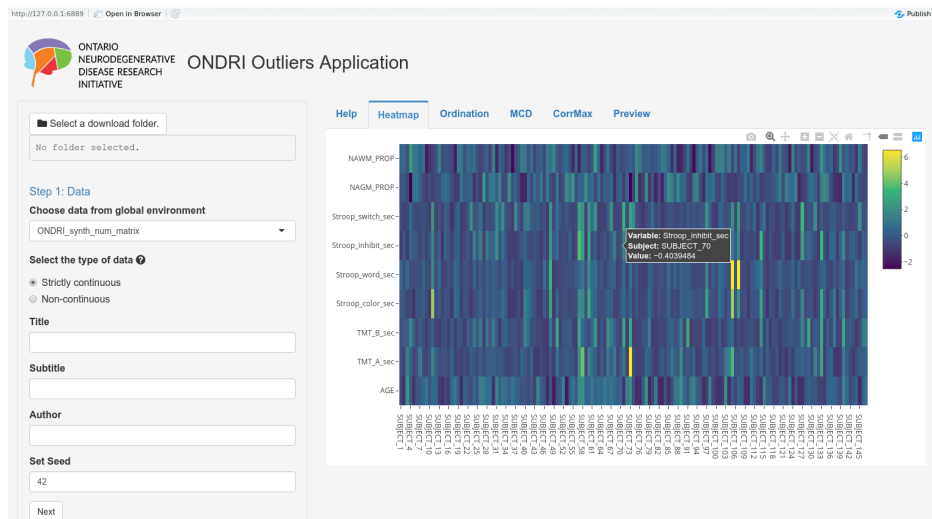 http://127.0.0.1:6889
Open in Browser
Publish
ONTARIO
NEURODEGENERATIVE
DISEASE RESEARCH
INITIATIVE
ONDRI Outliers Application
Select a download folder.
No folder selected.
Step 1: Data
Choose data from global environment
ONDRI_synth_num_matrix
Select the type of data
Strictly continuous
Non-continuous
Title
Subtitle
Author
Set Seed
42
Next
Help
Heatmap
Ordination
MCD
CorrMax
Preview
NAWM_PROP
NAGM_PROP
Stroop_switch_sec
Stroop_inhibit_sec
Stroop_word_sec
Stroop_color_sec
TMT_B_sec
TMT_A_sec
AGE
Variable: Stroop_inhibit_sec
Subject: SUBJECT_70
Value: −0.4039484
6
4
2
0
−2
SUBJECT_1
SUBJECT_4
SUBJECT_7
SUBJECT_10
SUBJECT_13
SUBJECT_16
SUBJECT_19
SUBJECT_22
SUBJECT_25
SUBJECT_28
SUBJECT_31
SUBJECT_34
SUBJECT_37
SUBJECT_40
SUBJECT_43
SUBJECT_46
SUBJECT_49
SUBJECT_52
SUBJECT_55
SUBJECT_58
SUBJECT_61
SUBJECT_64
SUBJECT_67
SUBJECT_70
SUBJECT_73
SUBJECT_76
SUBJECT_79
SUBJECT_82
SUBJECT_85
SUBJECT_88
SUBJECT_91
SUBJECT_94
SUBJECT_97
SUBJECT_100
SUBJECT_103
SUBJECT_106
SUBJECT_109
SUBJECT_112
SUBJECT_115
SUBJECT_118
SUBJECT_121
SUBJECT_124
SUBJECT_127
SUBJECT_130
SUBJECT_133
SUBJECT_136
SUBJECT_139
SUBJECT_142
SUBJECT_145